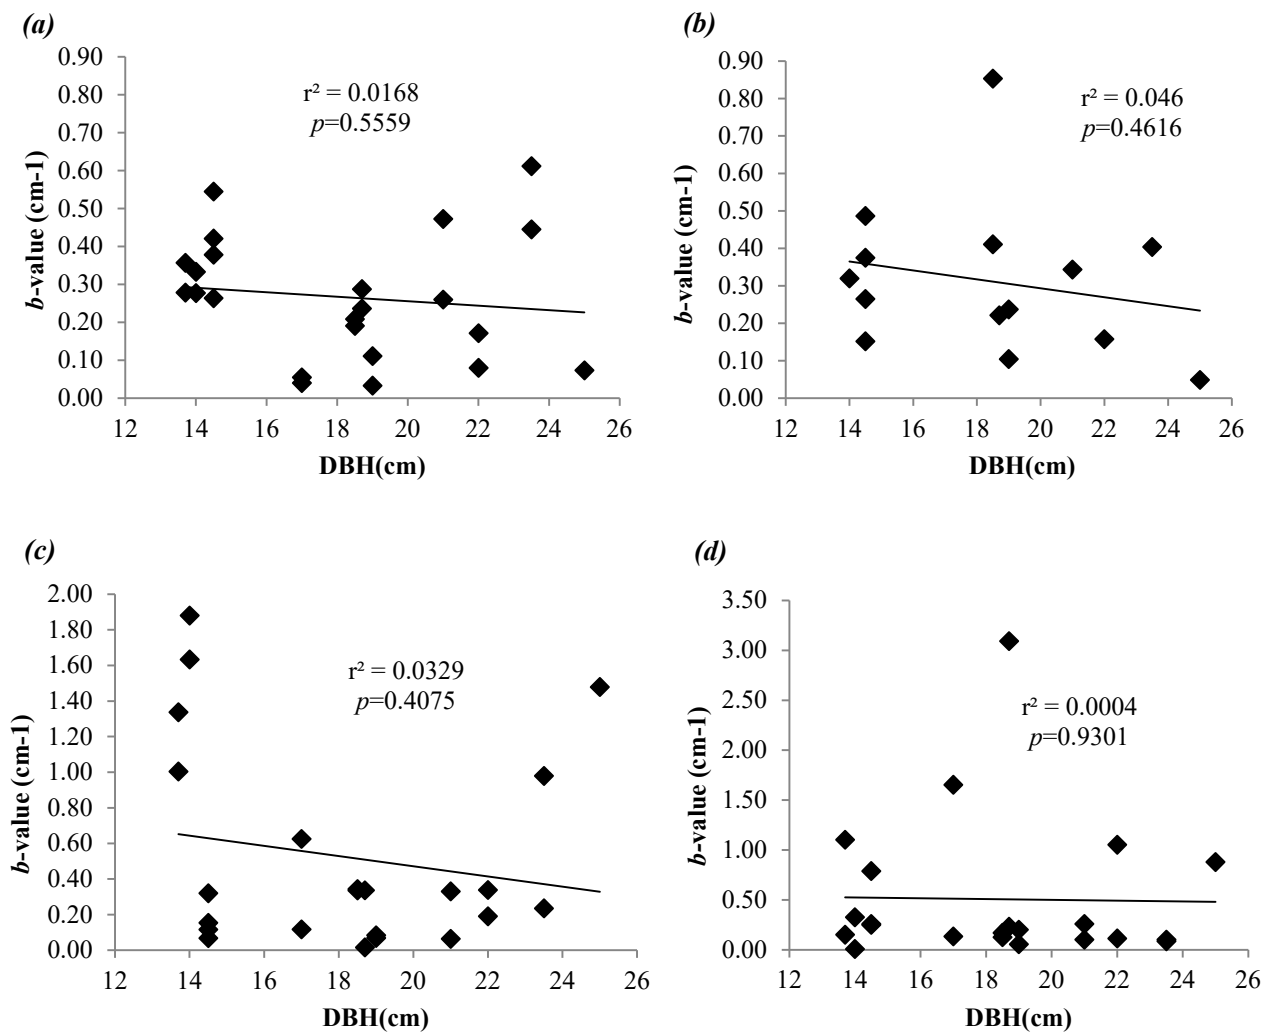 (a)
b-value (cm-1)
0.90
0.80
0.70
0.60
0.50
0.40
0.30
0.20
0.10
0.00
r² = 0.0168
p=0.5559
12 14 16 18 20 22 24 26
DBH(cm)
(b)
b-value (cm-1)
0.90
0.80
0.70
0.60
0.50
0.40
0.30
0.20
0.10
0.00
r² = 0.046
p=0.4616
12 14 16 18 20 22 24 26
DBH(cm)
(c)
b-value (cm-1)
2.00
1.80
1.60
1.40
1.20
1.00
0.80
0.60
0.40
0.20
0.00
r² = 0.0329
p=0.4075
12 14 16 18 20 22 24 26
DBH(cm)
(d)
b-value (cm-1)
3.50
3.00
2.50
2.00
1.50
1.00
0.50
0.00
r² = 0.0004
p=0.9301
12 14 16 18 20 22 24 26
DBH(cm)